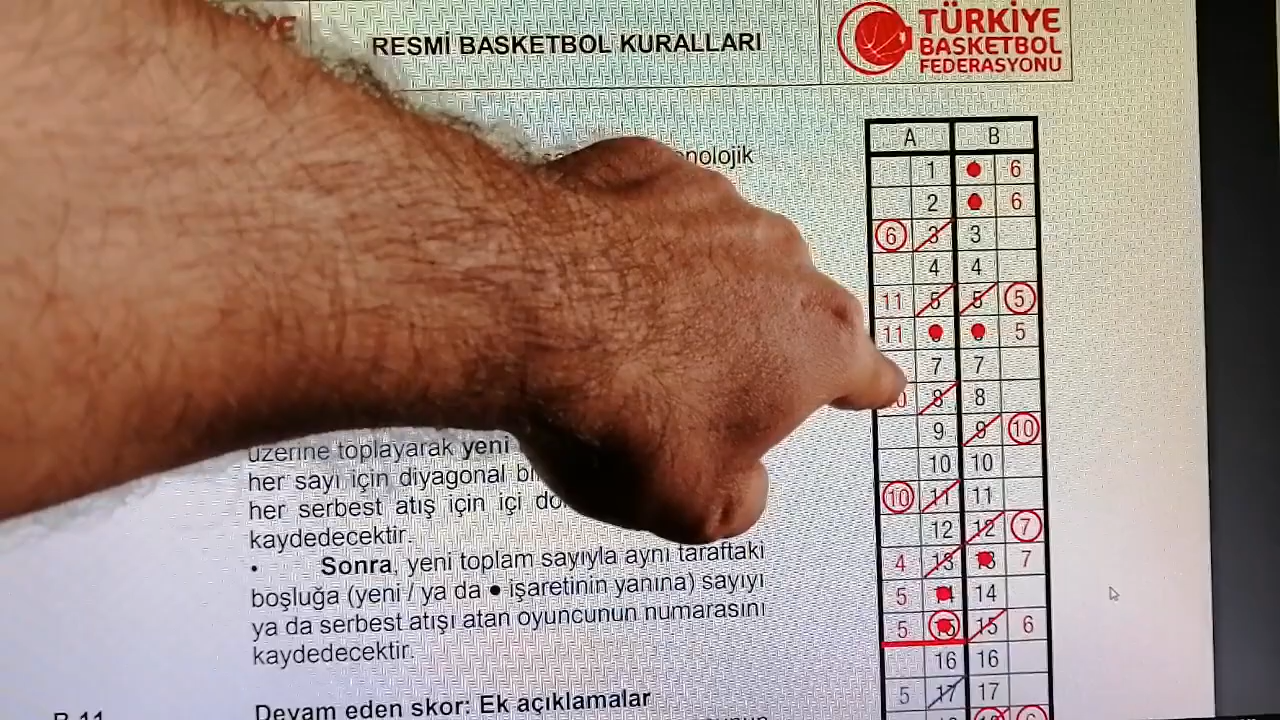 RESMİ BASKETBOL KURALLARI
TÜRKİYE
BASKETBOL
FEDERASYONU
üzerine toplayarak yeni
her sayı için diyagonal
her serbest atış için içi
kaydedecektir.
• Sonra, yeni toplam sayıyla aynı taraftaki
boşluğa (yeni / ya da ● işaretinin yanına) sayıyı
ya da serbest atışı atan oyuncunun numarasını
kaydedecektir.
Devam eden skor: Ek açıklamalar
A B
1 6
2 6
6 3 3
4 4
11 5 5 5
11 5
7 7
8 8
9 9 10
10 10
10 11 11
12 12 7
4 13 13 7
5 14 14
5 15 15 6
16 16
5 17 17